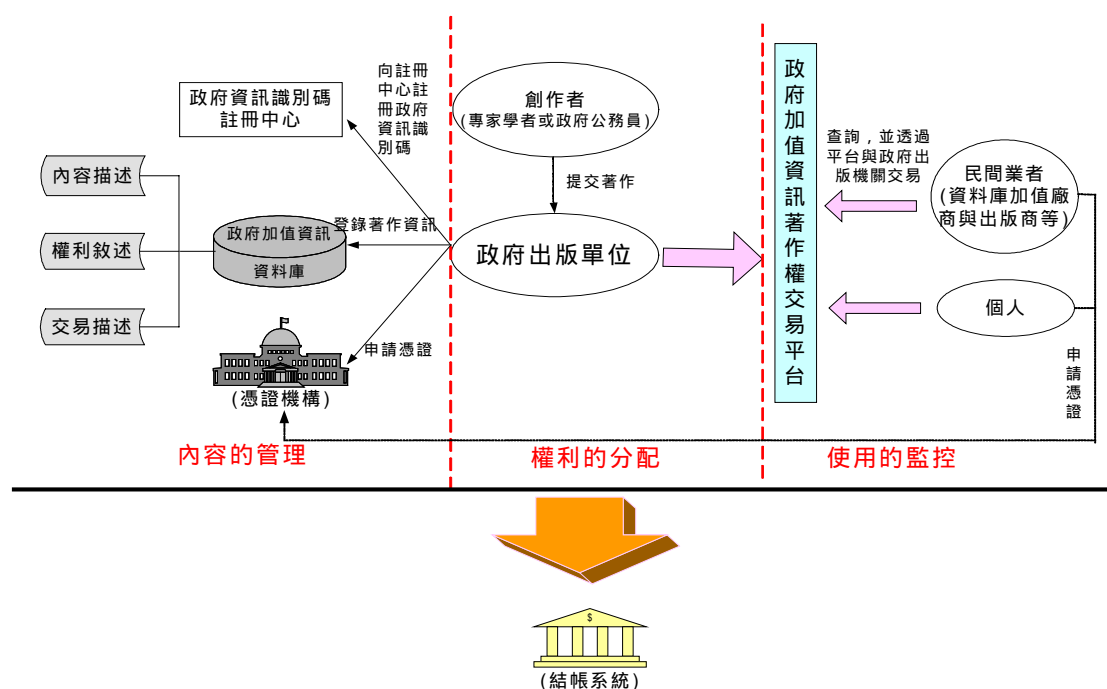 政府資訊識別碼
註冊中心
向註冊
中心註
冊政府
資訊識
別碼
內容描述
權利敘述
交易描述
政府加值資訊
資料庫
登錄著作資訊
申請憑證
(憑證機構)
內容的管理
創作者
(專家學者或政府公務員)
提交著作
政府出版單位
權利的分配
政府加值資訊著作權交易平台
查詢，並透過
平台與政府出
版機關交易
民間業者
(資料庫加值廠
商與出版商等)
個人
申請憑證
使用的監控
$
(結帳系統)